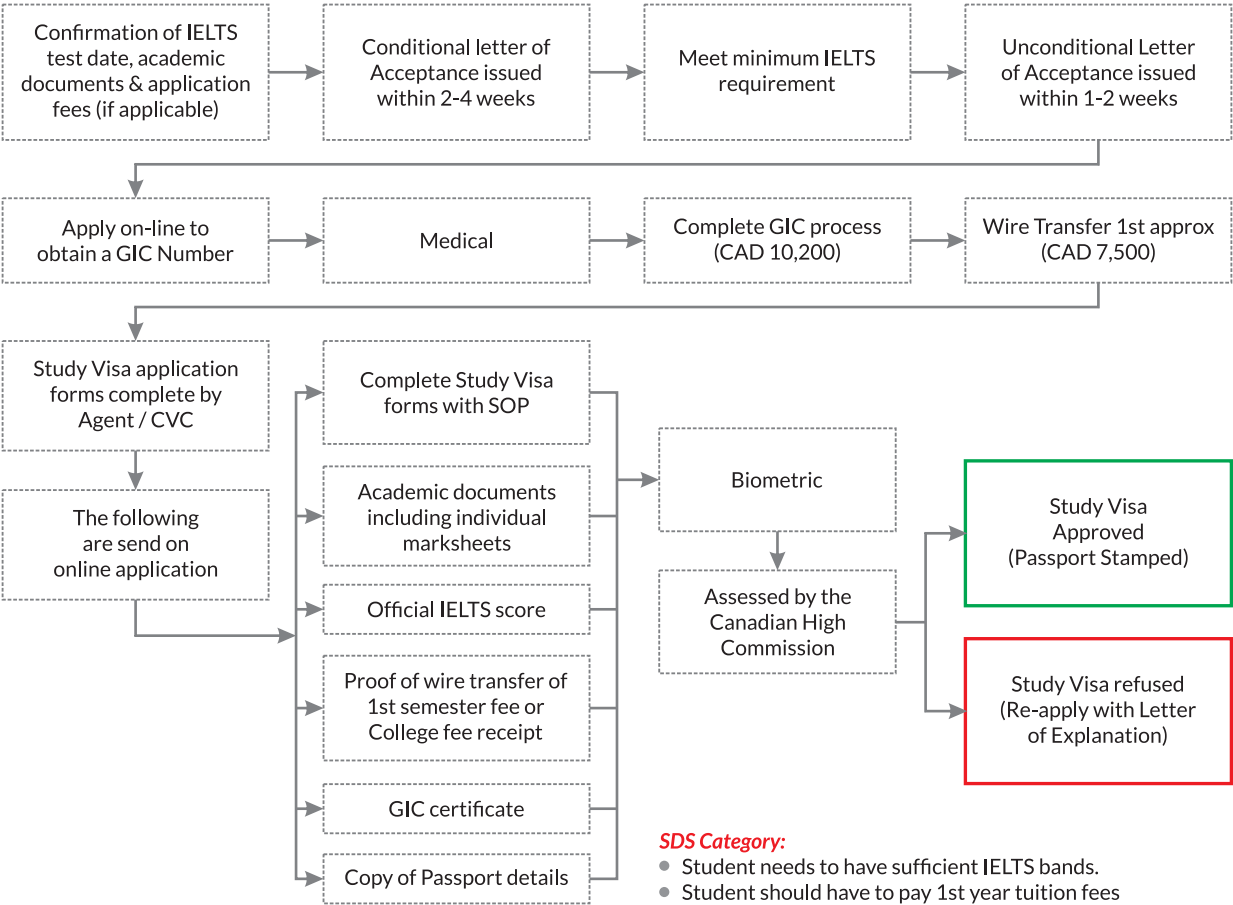 Confirmation of IELTS
test date, academic
documents & application
fees (if applicable)
Conditional letter of
Acceptance issued
within 2-4 weeks
Meet minimum IELTS
requirement
Unconditional Letter
of Acceptance issued
within 1-2 weeks
Apply on-line to
obtain a GIC Number
Medical
Complete GIC process
(CAD 10,200)
Wire Transfer 1st approx
(CAD 7,500)
Study Visa application
forms complete by
Agent / CVC
The following
are send on
online application
Complete Study Visa
forms with SOP
Academic documents
including individual
marksheets
Official IELTS score
Proof of wire transfer of
1st semester fee or
College fee receipt
GIC certificate
Copy of Passport details
Biometric
Assessed by the
Canadian High
Commission
Study Visa
Approved
(Passport Stamped)
Study Visa refused
(Re-apply with Letter
of Explanation)
SDS Category:
• Student needs to have sufficient IELTS bands.
• Student should have to pay 1st year tuition fees